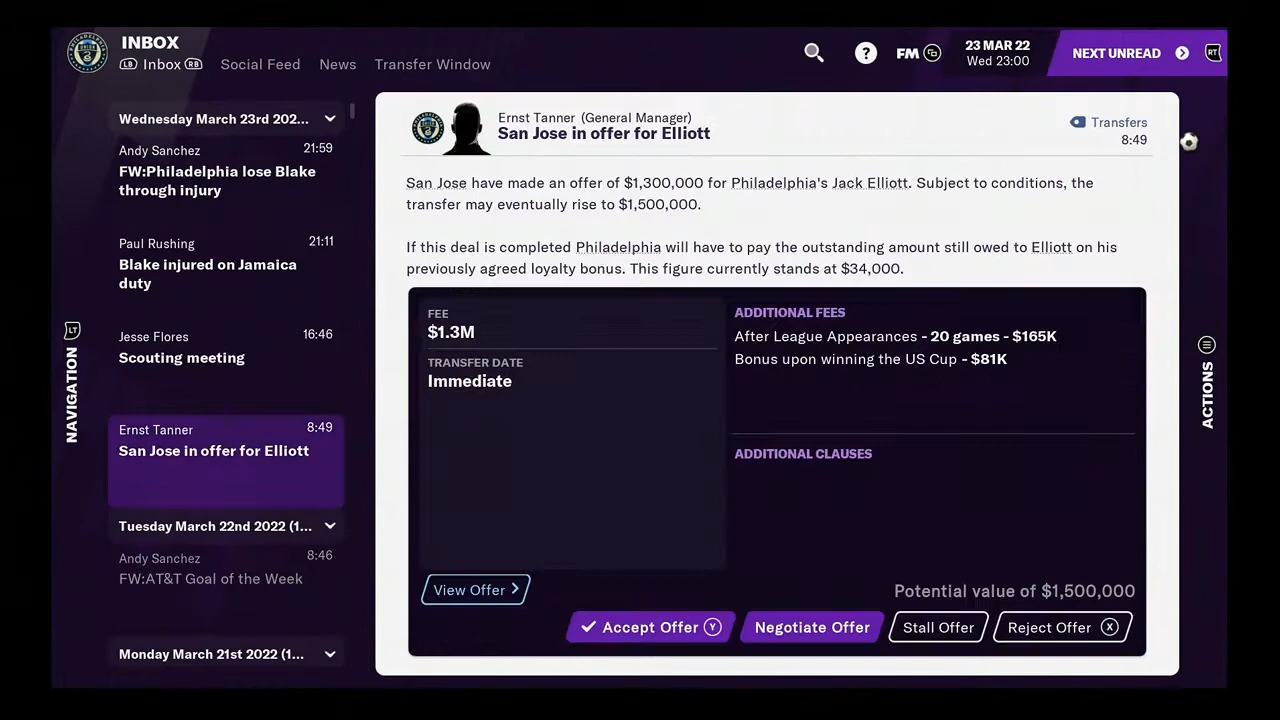 INBOX
LB Inbox RB Social Feed News Transfer Window
FM
23 MAR 22
Wed 23:00
NEXT UNREAD
RT
Wednesday March 23rd 202...
Andy Sanchez 21:59
FW:Philadelphia lose Blake
through injury
Paul Rushing 21:11
Blake injured on Jamaica
duty
Jesse Flores 16:46
Scouting meeting
Ernst Tanner 8:49
San Jose in offer for Elliott
Tuesday March 22nd 2022 (1...
Andy Sanchez 8:46
FW:AT&T Goal of the Week
Monday March 21st 2022 (1...
LT
NAVIGATION
Ernst Tanner (General Manager)
San Jose in offer for Elliott
Transfers
8:49
San Jose have made an offer of $1,300,000 for Philadelphia's Jack Elliott. Subject to conditions, the
transfer may eventually rise to $1,500,000.
If this deal is completed Philadelphia will have to pay the outstanding amount still owed to Elliott on his
previously agreed loyalty bonus. This figure currently stands at $34,000.
FEE
$1.3M
TRANSFER DATE
Immediate
ADDITIONAL FEES
After League Appearances - 20 games - $165K
Bonus upon winning the US Cup - $81K
ADDITIONAL CLAUSES
View Offer
Potential value of $1,500,000
Accept Offer Y
Negotiate Offer
Stall Offer
Reject Offer X
ACTIONS